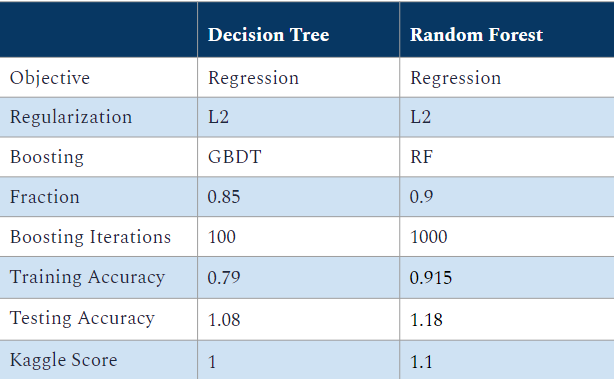 Decision Tree Random Forest
Objective Regression Regression
Regularization L2 L2
Boosting GBDT RF
Fraction 0.85 0.9
Boosting Iterations 100 1000
Training Accuracy 0.79 0.915
Testing Accuracy 1.08 1.18
Kaggle Score 1 1.1